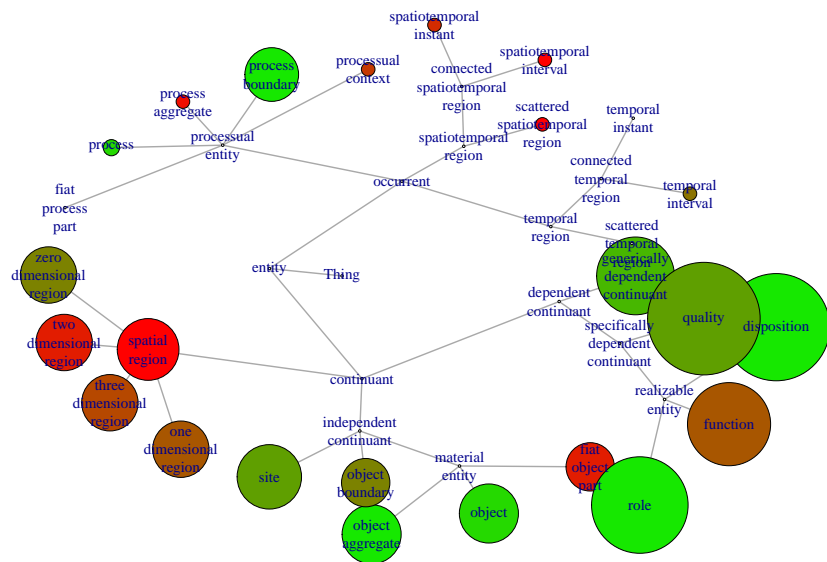 spatiotemporal
instant
process
boundary
processual
context
connected
spatiotemporal
region
spatiotemporal
interval
process
aggregate
scattered
spatiotemporal
region
temporal
instant
process
processual
entity
spatiotemporal
region
connected
temporal
region
occurrent
temporal
interval
fiat
process
part
temporal
region
scattered
temporal
region
zero
dimensional
region
entity
Thing
generically
dependent
continuant
dependent
continuant
quality
disposition
two
dimensional
region
spatial
region
specifically
dependent
continuant
continuant
three
dimensional
region
realizable
entity
one
dimensional
region
independent
continuant
function
material
entity
fiat
object
part
site
object
boundary
object
role
object
aggregate